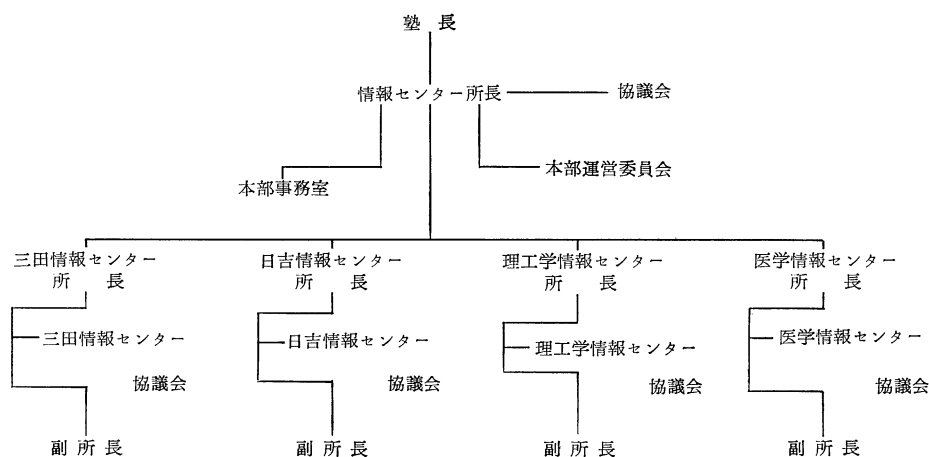 塾長
情報センター所長
協議会
本部事務室
本部運営委員会
三田情報センター
所長
日吉情報センター
所長
理工学情報センター
所長
医学情報センター
所長
三田情報センター
協議会
日吉情報センター
協議会
理工学情報センター
協議会
医学情報センター
協議会
副所長
副所長
副所長
副所長